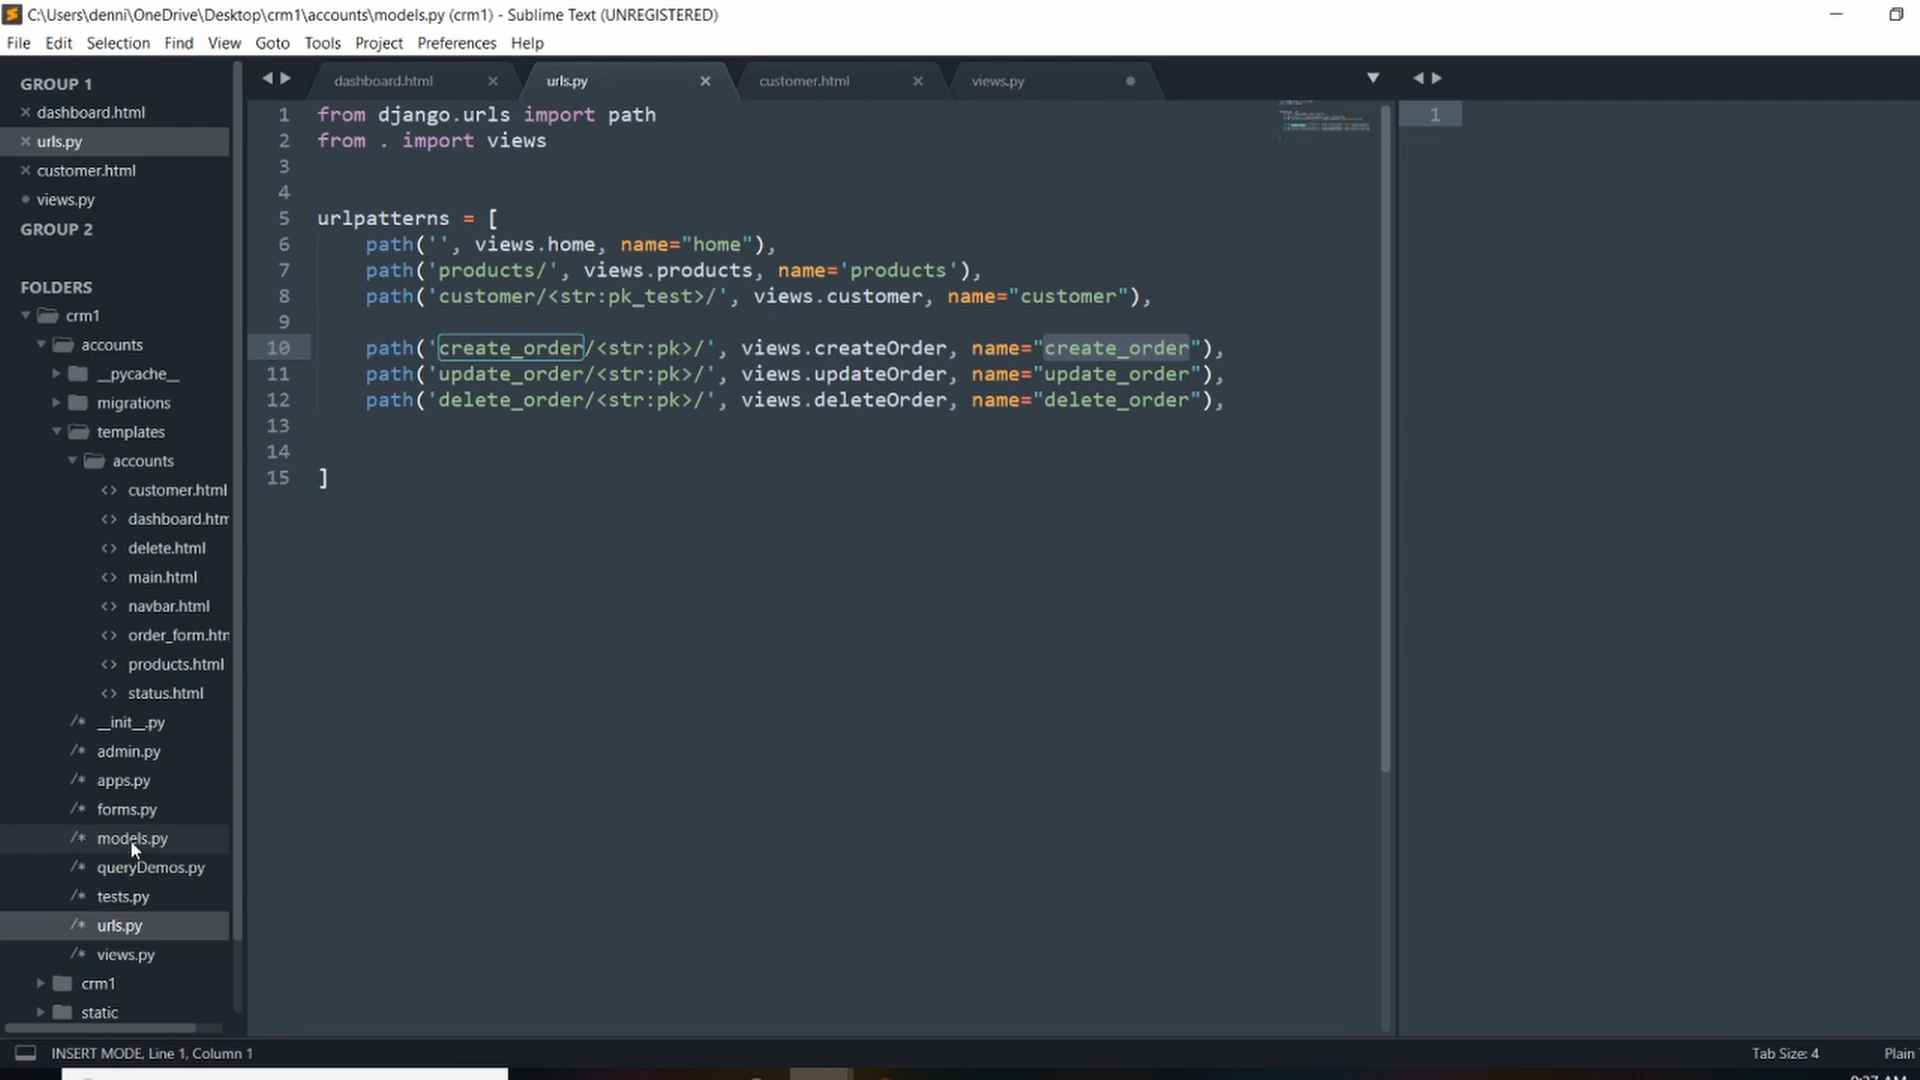 C:\Users\denni\OneDrive\Desktop\crm1\accounts\models.py (crm1) - Sublime Text (UNREGISTERED)
File Edit Selection Find View Goto Tools Project Preferences Help
GROUP 1
dashboard.html
urls.py
customer.html
views.py
GROUP 2
FOLDERS
crm1
accounts
__pycache__
migrations
templates
accounts
customer.html
dashboard.htm
delete.html
main.html
navbar.html
order_form.htm
products.html
status.html
/* __init__.py
/* admin.py
/* apps.py
/* forms.py
/* models.py
/* queryDemos.py
/* tests.py
/* urls.py
/* views.py
crm1
static
dashboard.html urls.py customer.html views.py
1 from django.urls import path
2 from . import views
3
4
5 urlpatterns = [
6 path('', views.home, name="home"),
7 path('products/', views.products, name='products'),
8 path('customer/<str:pk_test>/', views.customer, name="customer"),
9
10 path('create_order/<str:pk>/', views.createOrder, name="create_order"),
11 path('update_order/<str:pk>/', views.updateOrder, name="update_order"),
12 path('delete_order/<str:pk>/', views.deleteOrder, name="delete_order"),
13
14
15 ]
1
INSERT MODE, Line 1, Column 1 Tab Size: 4 Plain